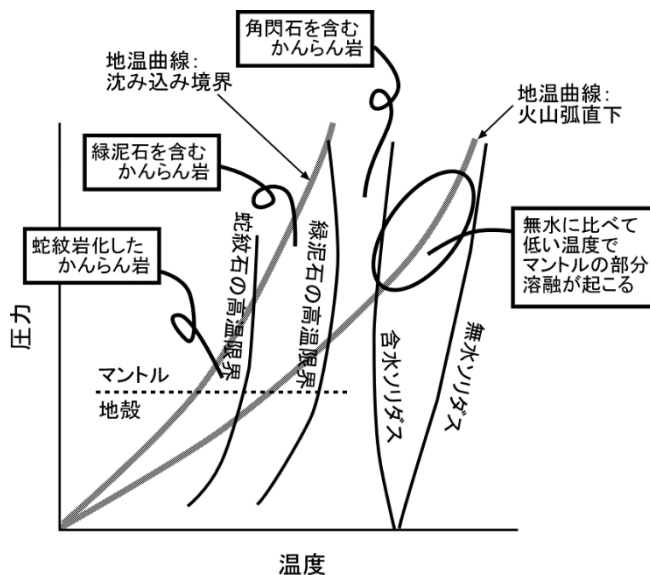 角閃石を含む
かんらん岩
地温曲線:
沈み込み境界
地温曲線:
火山弧直下
緑泥石を含む
かんらん岩
蛇紋岩化した
かんらん岩
無水に比べて
低い温度で
マントルの部分
溶融が起こる
蛇紋石の高温限界
緑泥石の高温限界
含水ソリダス
無水ソリダス
圧力
マントル
地殻
温度